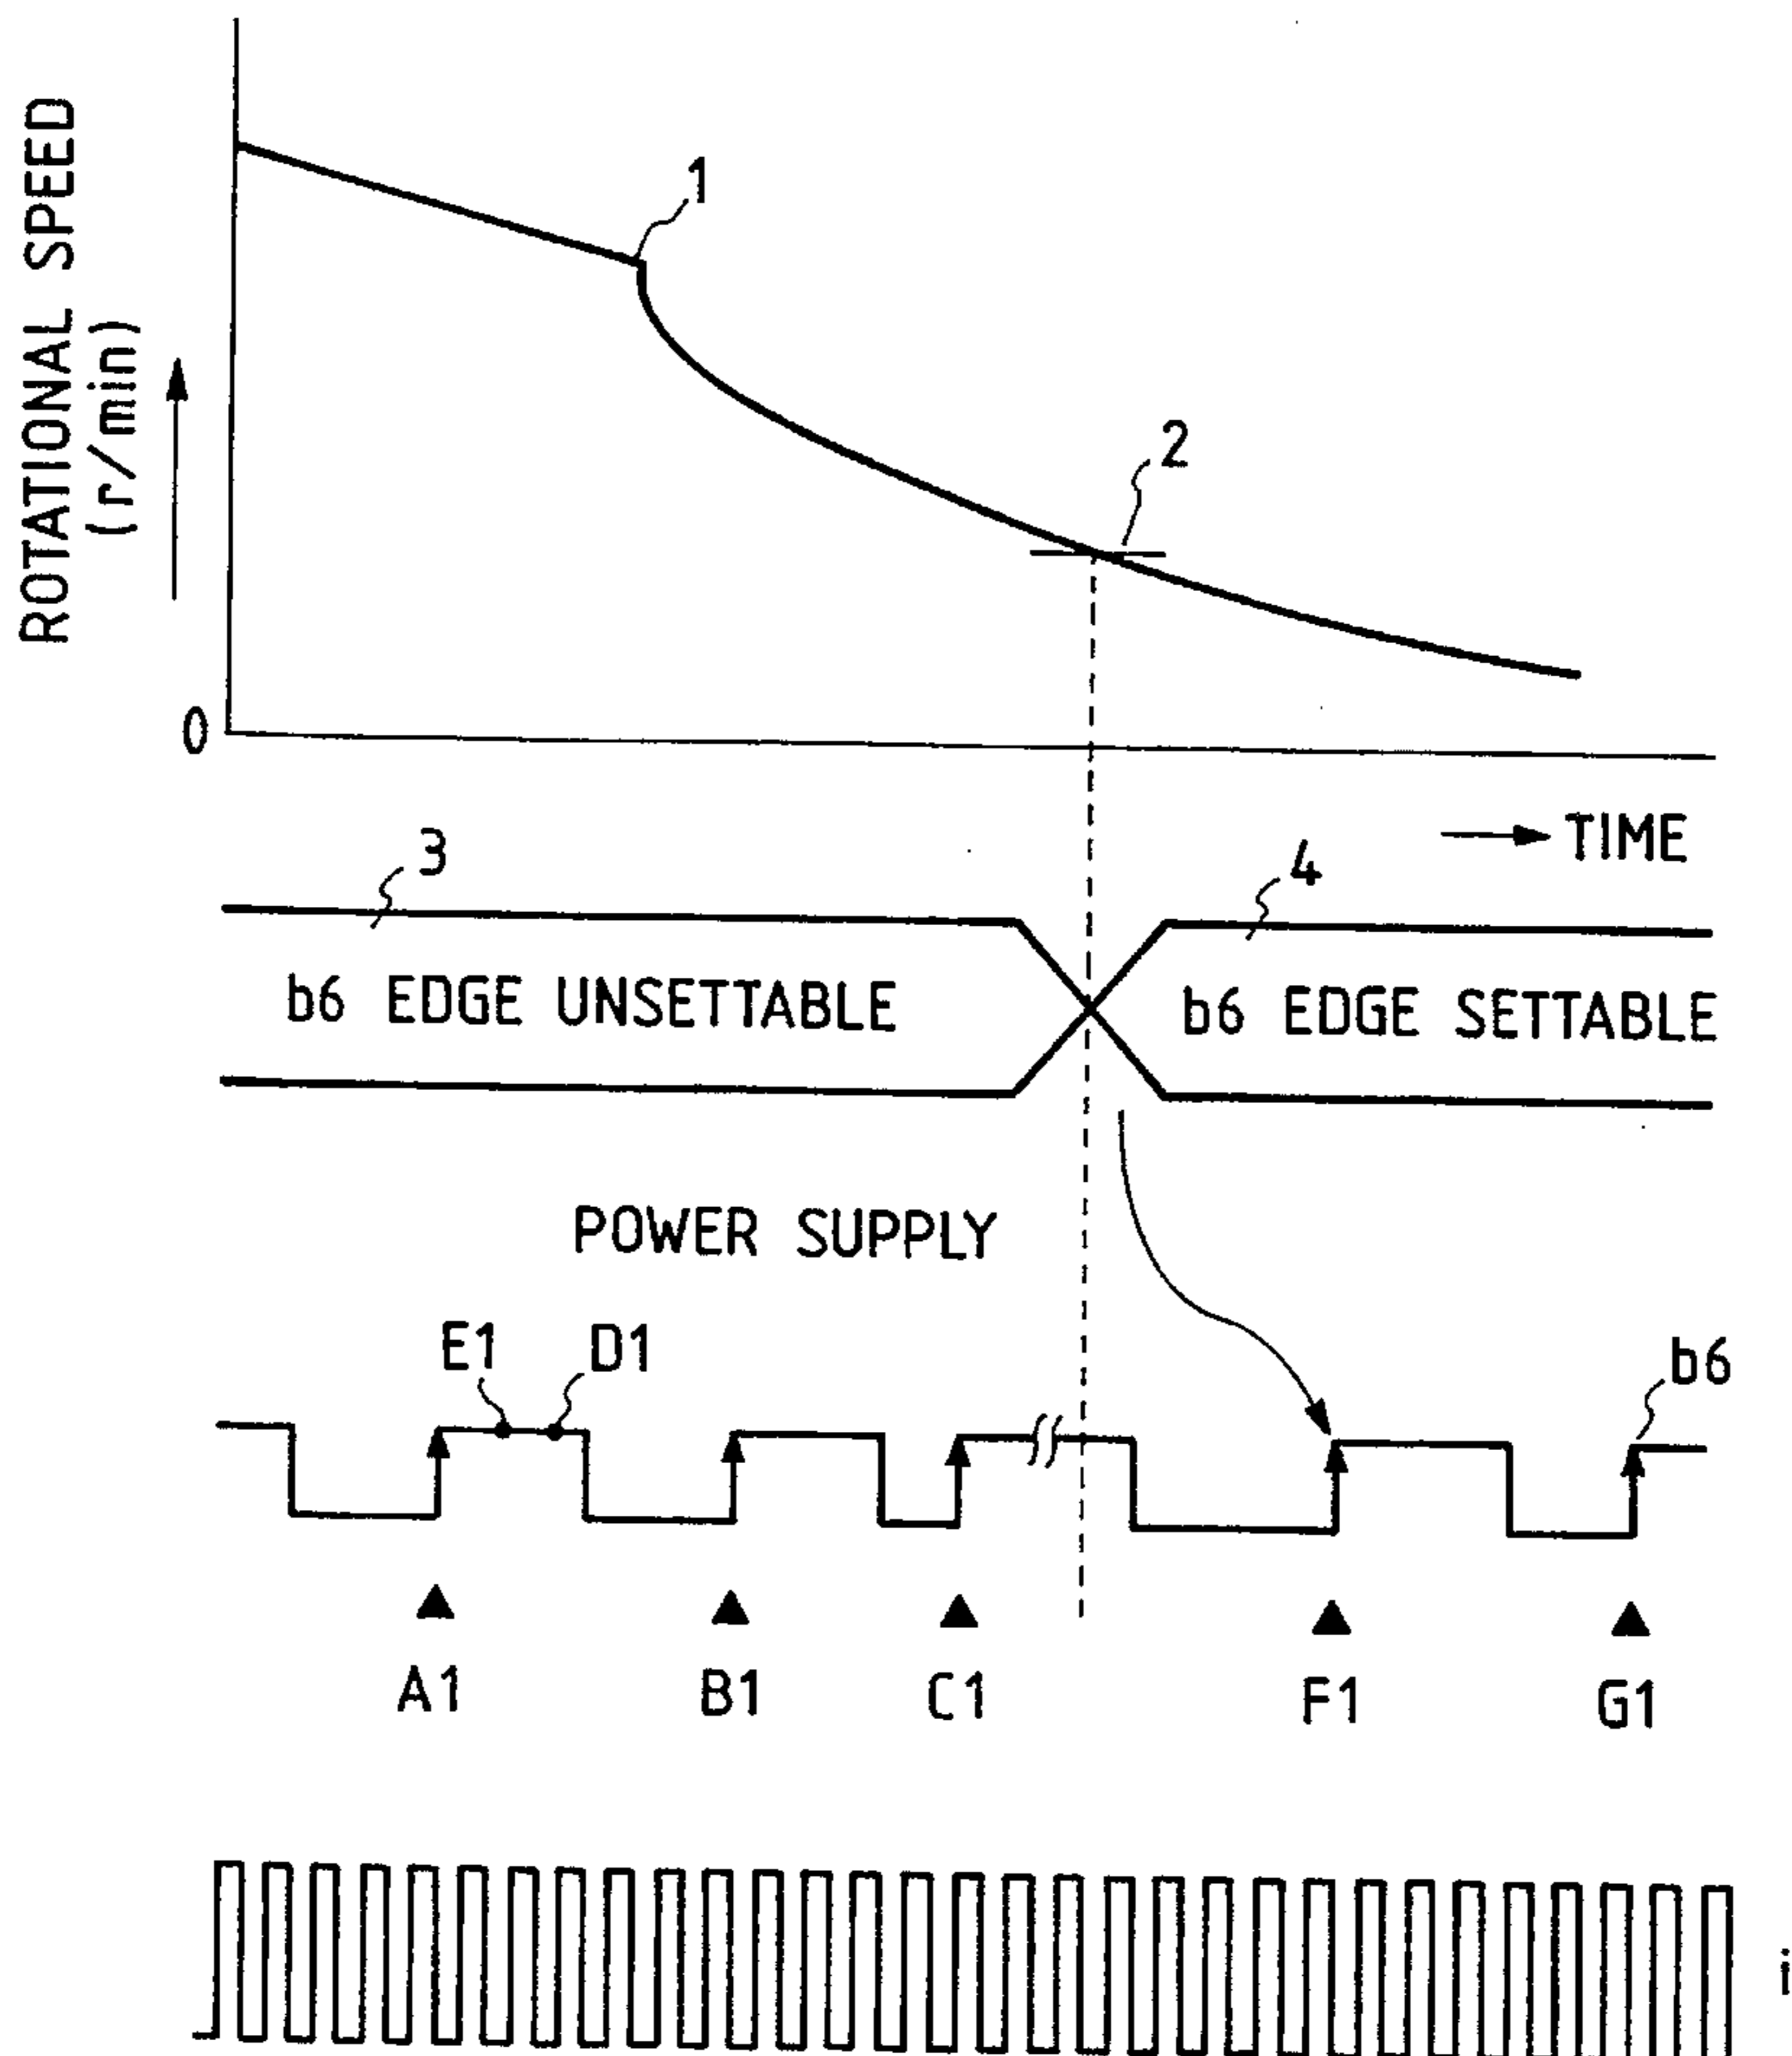 ROTATIONAL SPEED
(r/min)
1
2
0
TIME
3
4
b6 EDGE UNSETTABLE
b6 EDGE SETTABLE
POWER SUPPLY
E1
D1
b6
A1
B1
C1
F1
G1
i